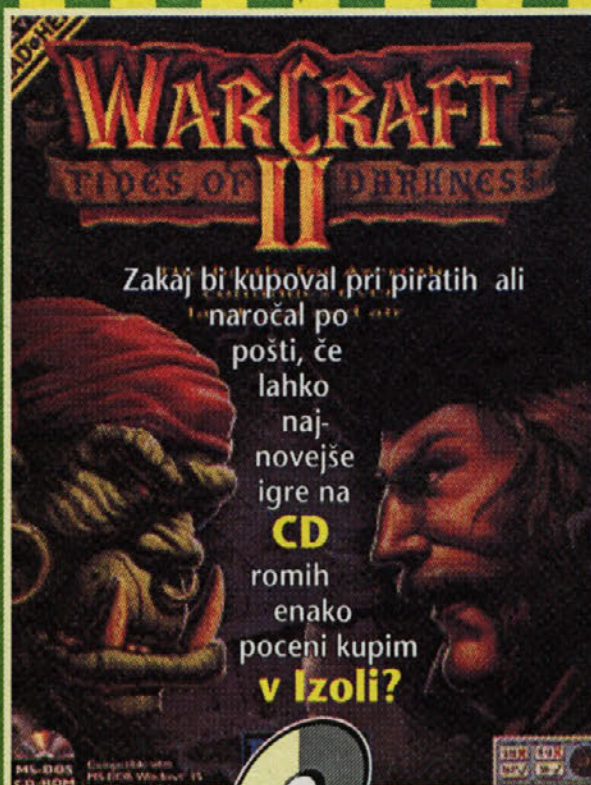 WARCRAFT
TIDES OF DARKNESS
II
Zakaj bi kupoval pri piratih ali
naročal po
pošti, če
lahko
naj-
novejše
igre na
CD
romih
enako
poceni kupim
v Izoli?
MS-DOS
CD-ROM